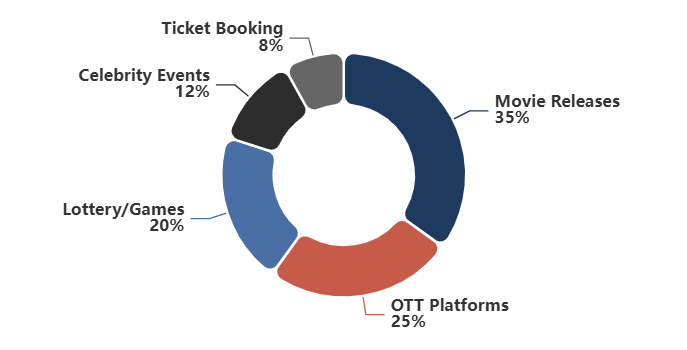 Ticket Booking
8%
Celebrity Events
12%
Movie Releases
35%
Lottery/Games
20%
OTT Platforms
25%